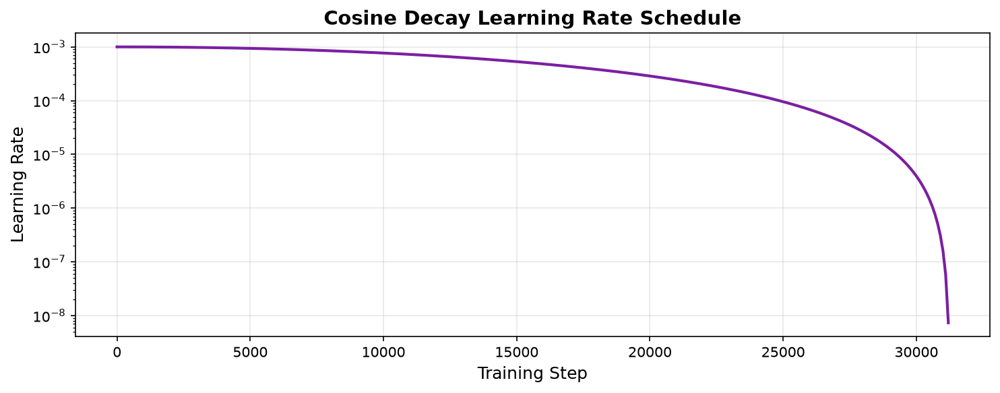 Cosine Decay Learning Rate Schedule
Learning Rate
10⁻³
10⁻⁴
10⁻⁵
10⁻⁶
10⁻⁷
10⁻⁸
0 5000 10000 15000 20000 25000 30000
Training Step